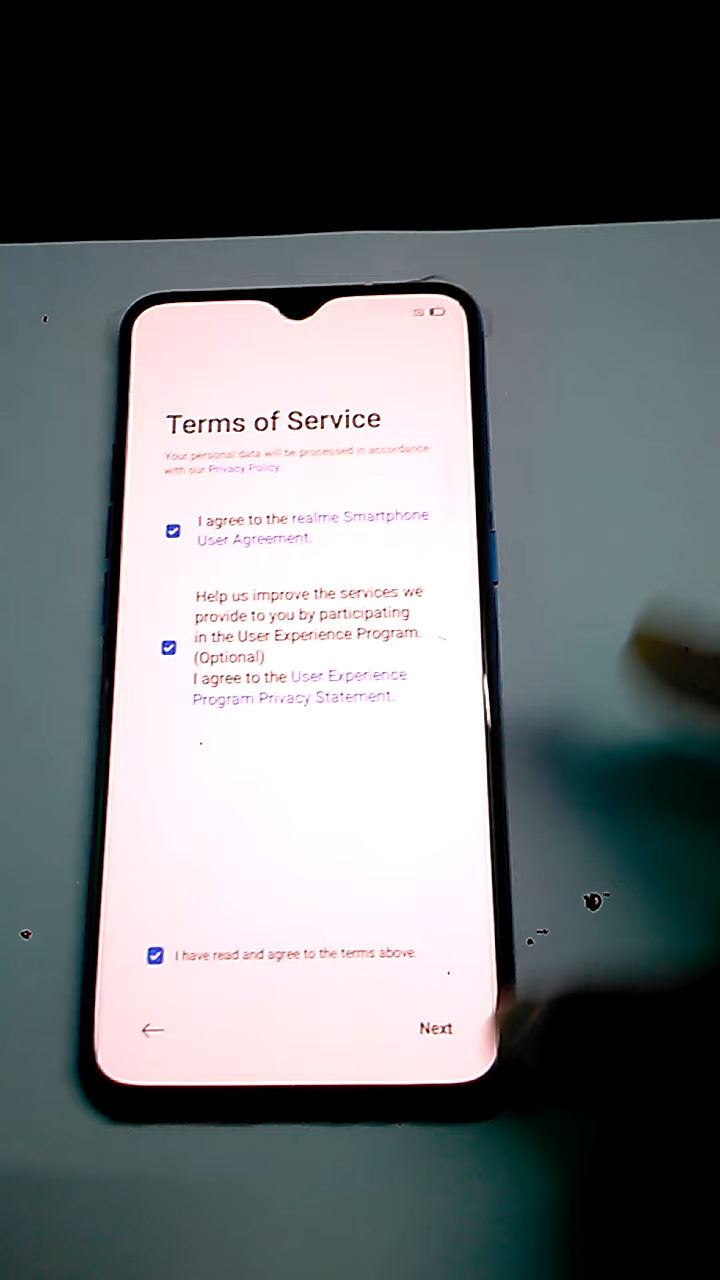 Terms of Service
Your personal data will be processed in accordance
with our Privacy Policy.
I agree to the realme Smartphone
User Agreement.
Help us improve the services we
provide to you by participating
in the User Experience Program.
(Optional)
I agree to the User Experience
Program Privacy Statement.
I have read and agree to the terms above.
Next